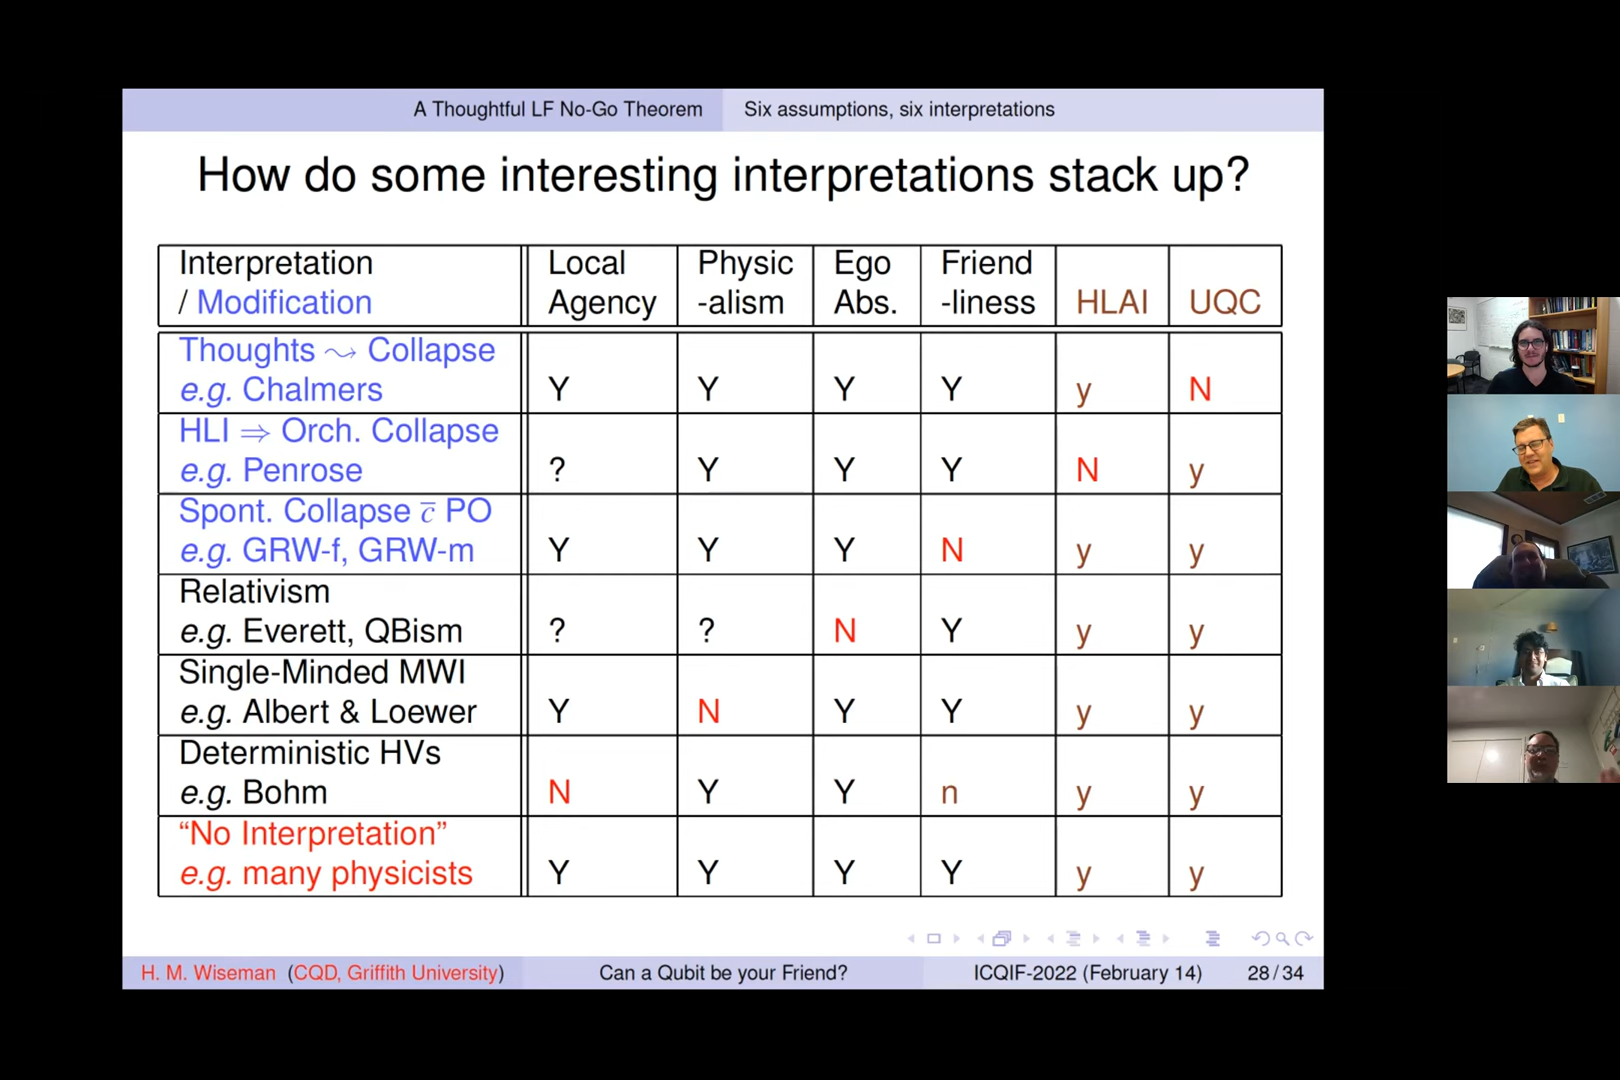 A Thoughtful LF No-Go Theorem Six assumptions, six interpretations
How do some interesting interpretations stack up?
Interpretation / Modification Local Agency Physic -alism Ego Abs. Friend -liness HLAI UQC
Thoughts ⤳ Collapse
e.g. Chalmers Y Y Y Y y N
HLI ⇒ Orch. Collapse
e.g. Penrose ? Y Y Y N y
Spont. Collapse c̅ PO
e.g. GRW-f, GRW-m Y Y Y N y y
Relativism
e.g. Everett, QBism ? ? N Y y y
Single-Minded MWI
e.g. Albert & Loewer Y N Y Y y y
Deterministic HVs
e.g. Bohm N Y Y n y y
“No Interpretation”
e.g. many physicists Y Y Y Y y y
H. M. Wiseman (CQD, Griffith University) Can a Qubit be your Friend? ICQIF-2022 (February 14) 28 / 34